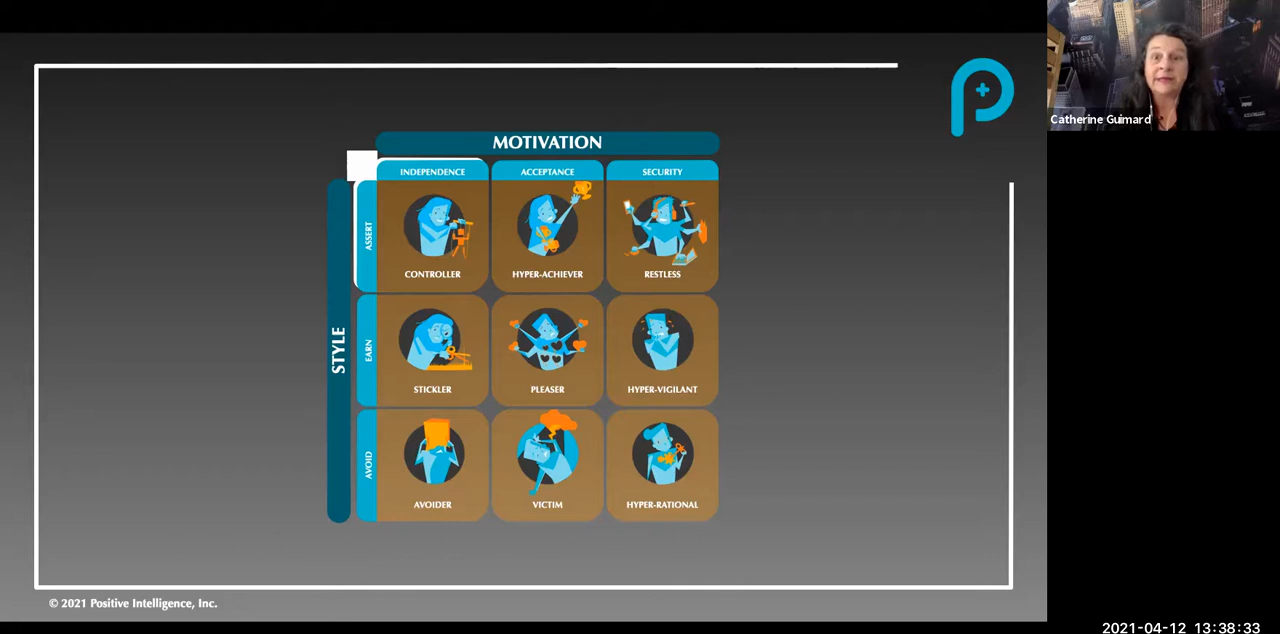 Catherine Guimard
MOTIVATION
INDEPENDENCE ACCEPTANCE SECURITY
STYLE
ASSERT
CONTROLLER HYPER-ACHIEVER RESTLESS
EARN
STICKLER PLEASER HYPER-VIGILANT
AVOID
AVOIDER VICTIM HYPER-RATIONAL
© 2021 Positive Intelligence, Inc.
2021-04-12 13:38:33